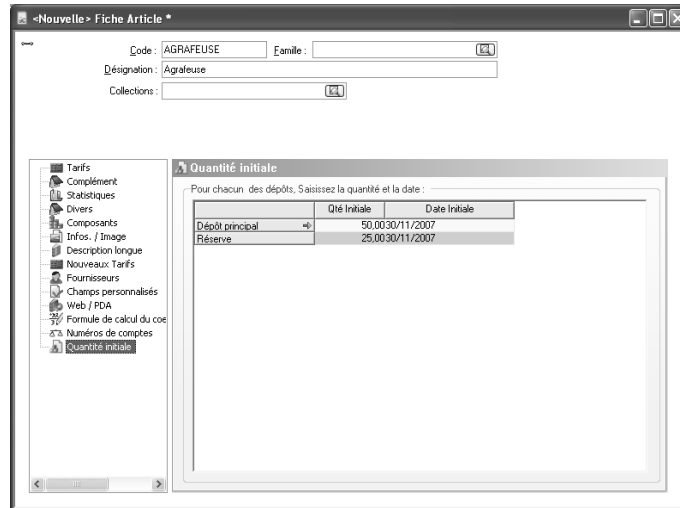 <Nouvelle> Fiche Article *
Code : AGRAFEUSE Famille :
Désignation : Agrafeuse
Collections :
Tarifs
Complément
Statistiques
Divers
Composants
Infos. / Image
Description longue
Nouveaux Tarifs
Fournisseurs
Champs personnalisés
Web / PDA
Formule de calcul du coe
Numéros de comptes
Quantité initiale
Quantité initiale
Pour chacun des dépôts, Saisissez la quantité et la date :
Qté Initiale Date Initiale
Dépôt principal 50,00 30/11/2007
Réserve 25,00 30/11/2007